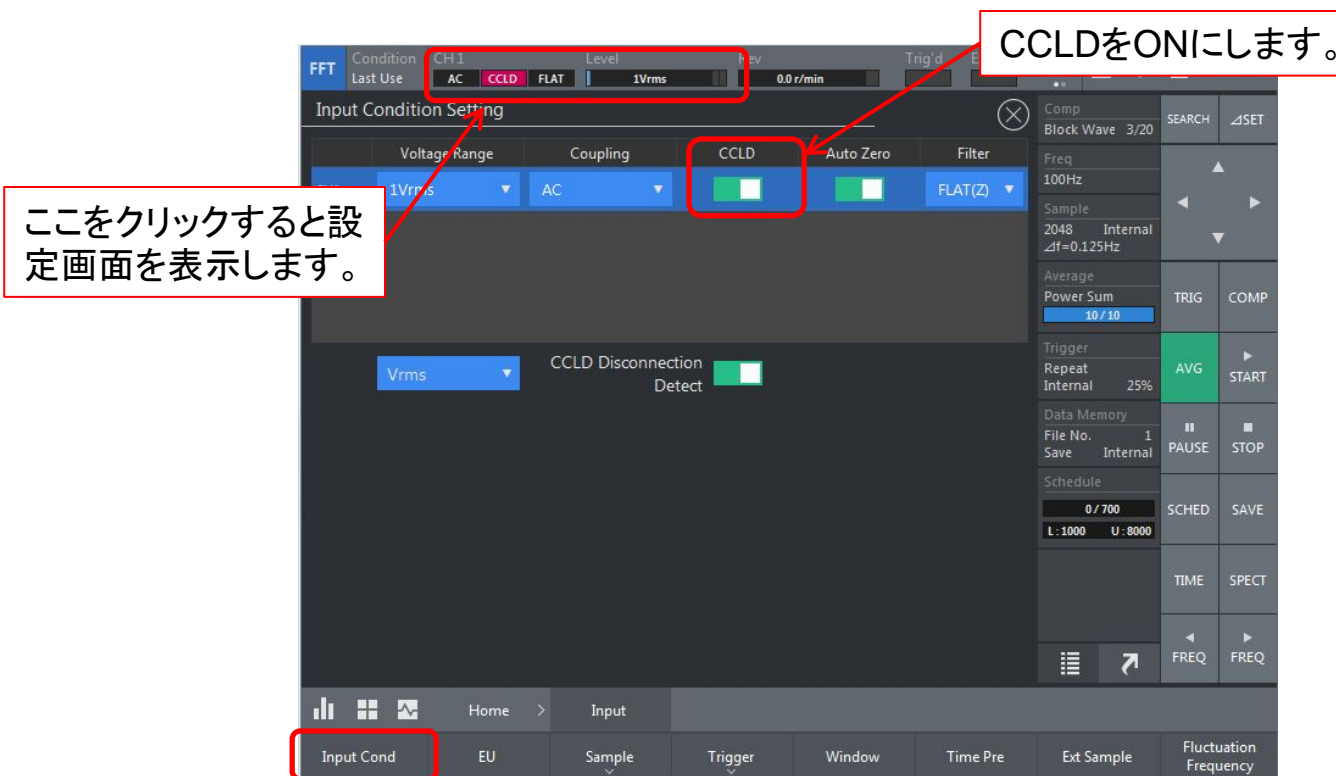 CCLDをONにします。
FFT
Condition
Last Use
CH1
AC CCLD FLAT
Level
1Vrms
0.0 r/min
Trig'd
Input Condition Setting
Voltage Range Coupling CCLD Auto Zero Filter
1Vrms AC FLAT(Z)
ここをクリックすると設
定画面を表示します。
Vrms
CCLD Disconnection
Detect
Comp
Block Wave 3/20
Freq
100Hz
Sample
2048 Internal
⊿f=0.125Hz
Average
Power Sum
10 / 10
Trigger
Repeat
Internal 25%
Data Memory
File No. 1
Save Internal
Schedule
0 / 700
L : 1000 U : 8000
SEARCH ⊿SET
TRIG COMP
AVG START
PAUSE STOP
SCHED SAVE
TIME SPECT
FREQ FREQ
Home > Input
Input Cond EU Sample Trigger Window Time Pre Ext Sample Fluctuation
Frequency